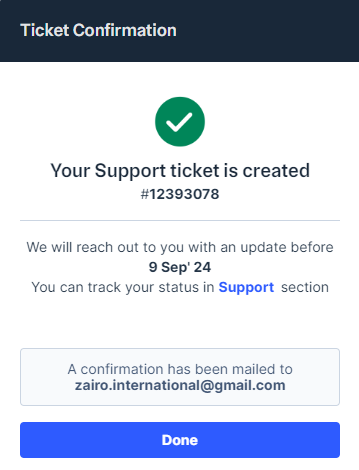 Ticket Confirmation
Your Support ticket is created
#12393078
We will reach out to you with an update before
9 Sep' 24
You can track your status in Support section
A confirmation has been mailed to
zairo.international@gmail.com
Done